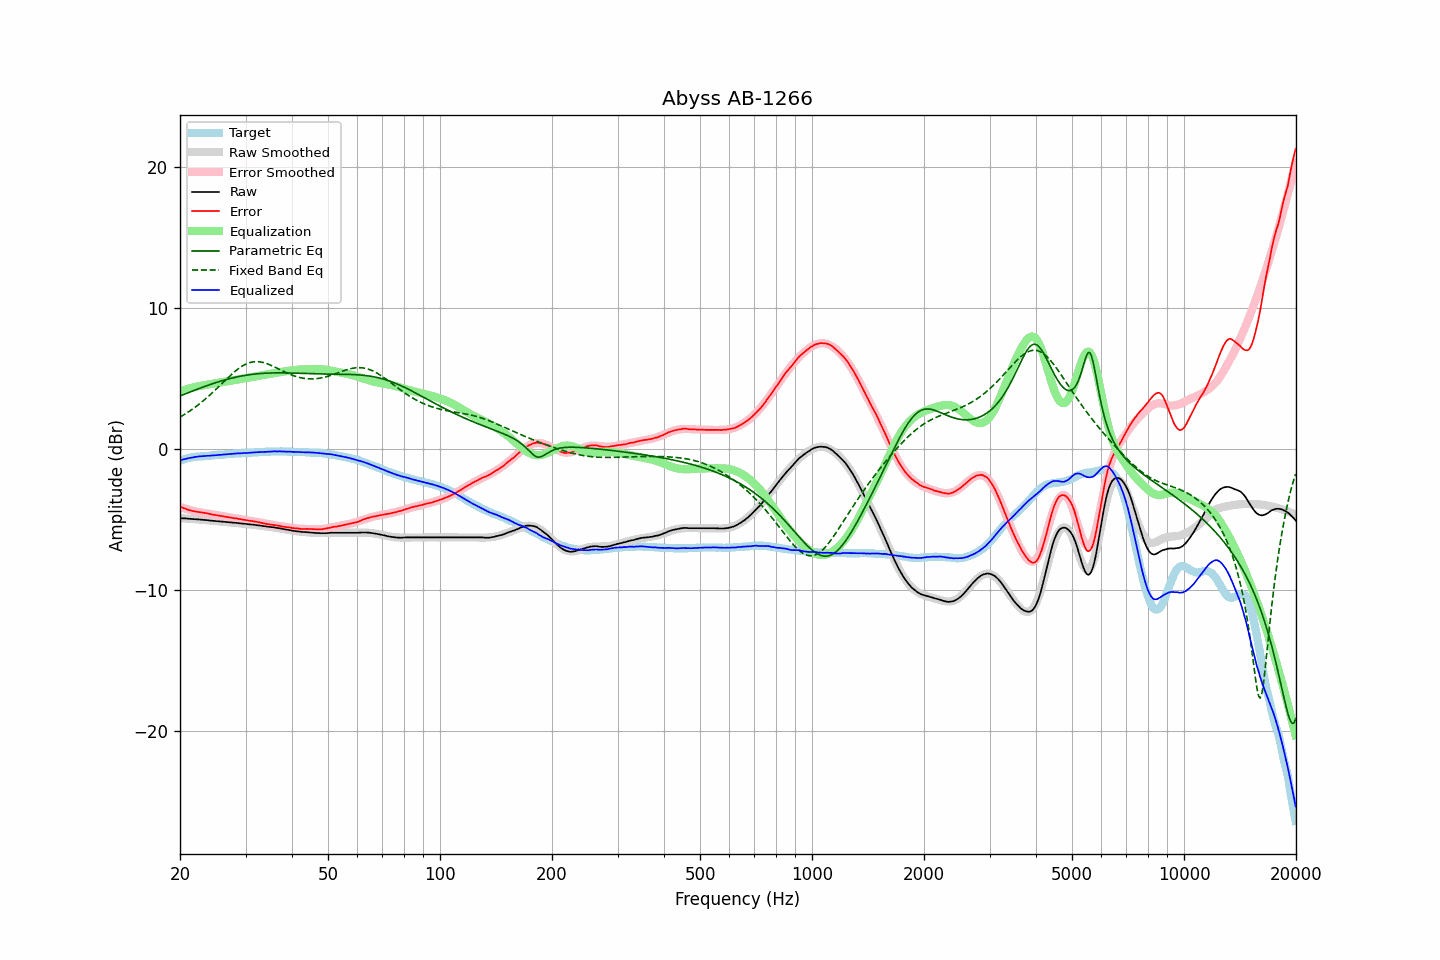 Abyss AB-1266
Target
Raw Smoothed
Error Smoothed
Raw
Error
Equalization
Parametric Eq
Fixed Band Eq
Equalized
Amplitude (dBr)
20
10
0
−10
−20
20 50 100 200 500 1000 2000 5000 10000 20000
Frequency (Hz)